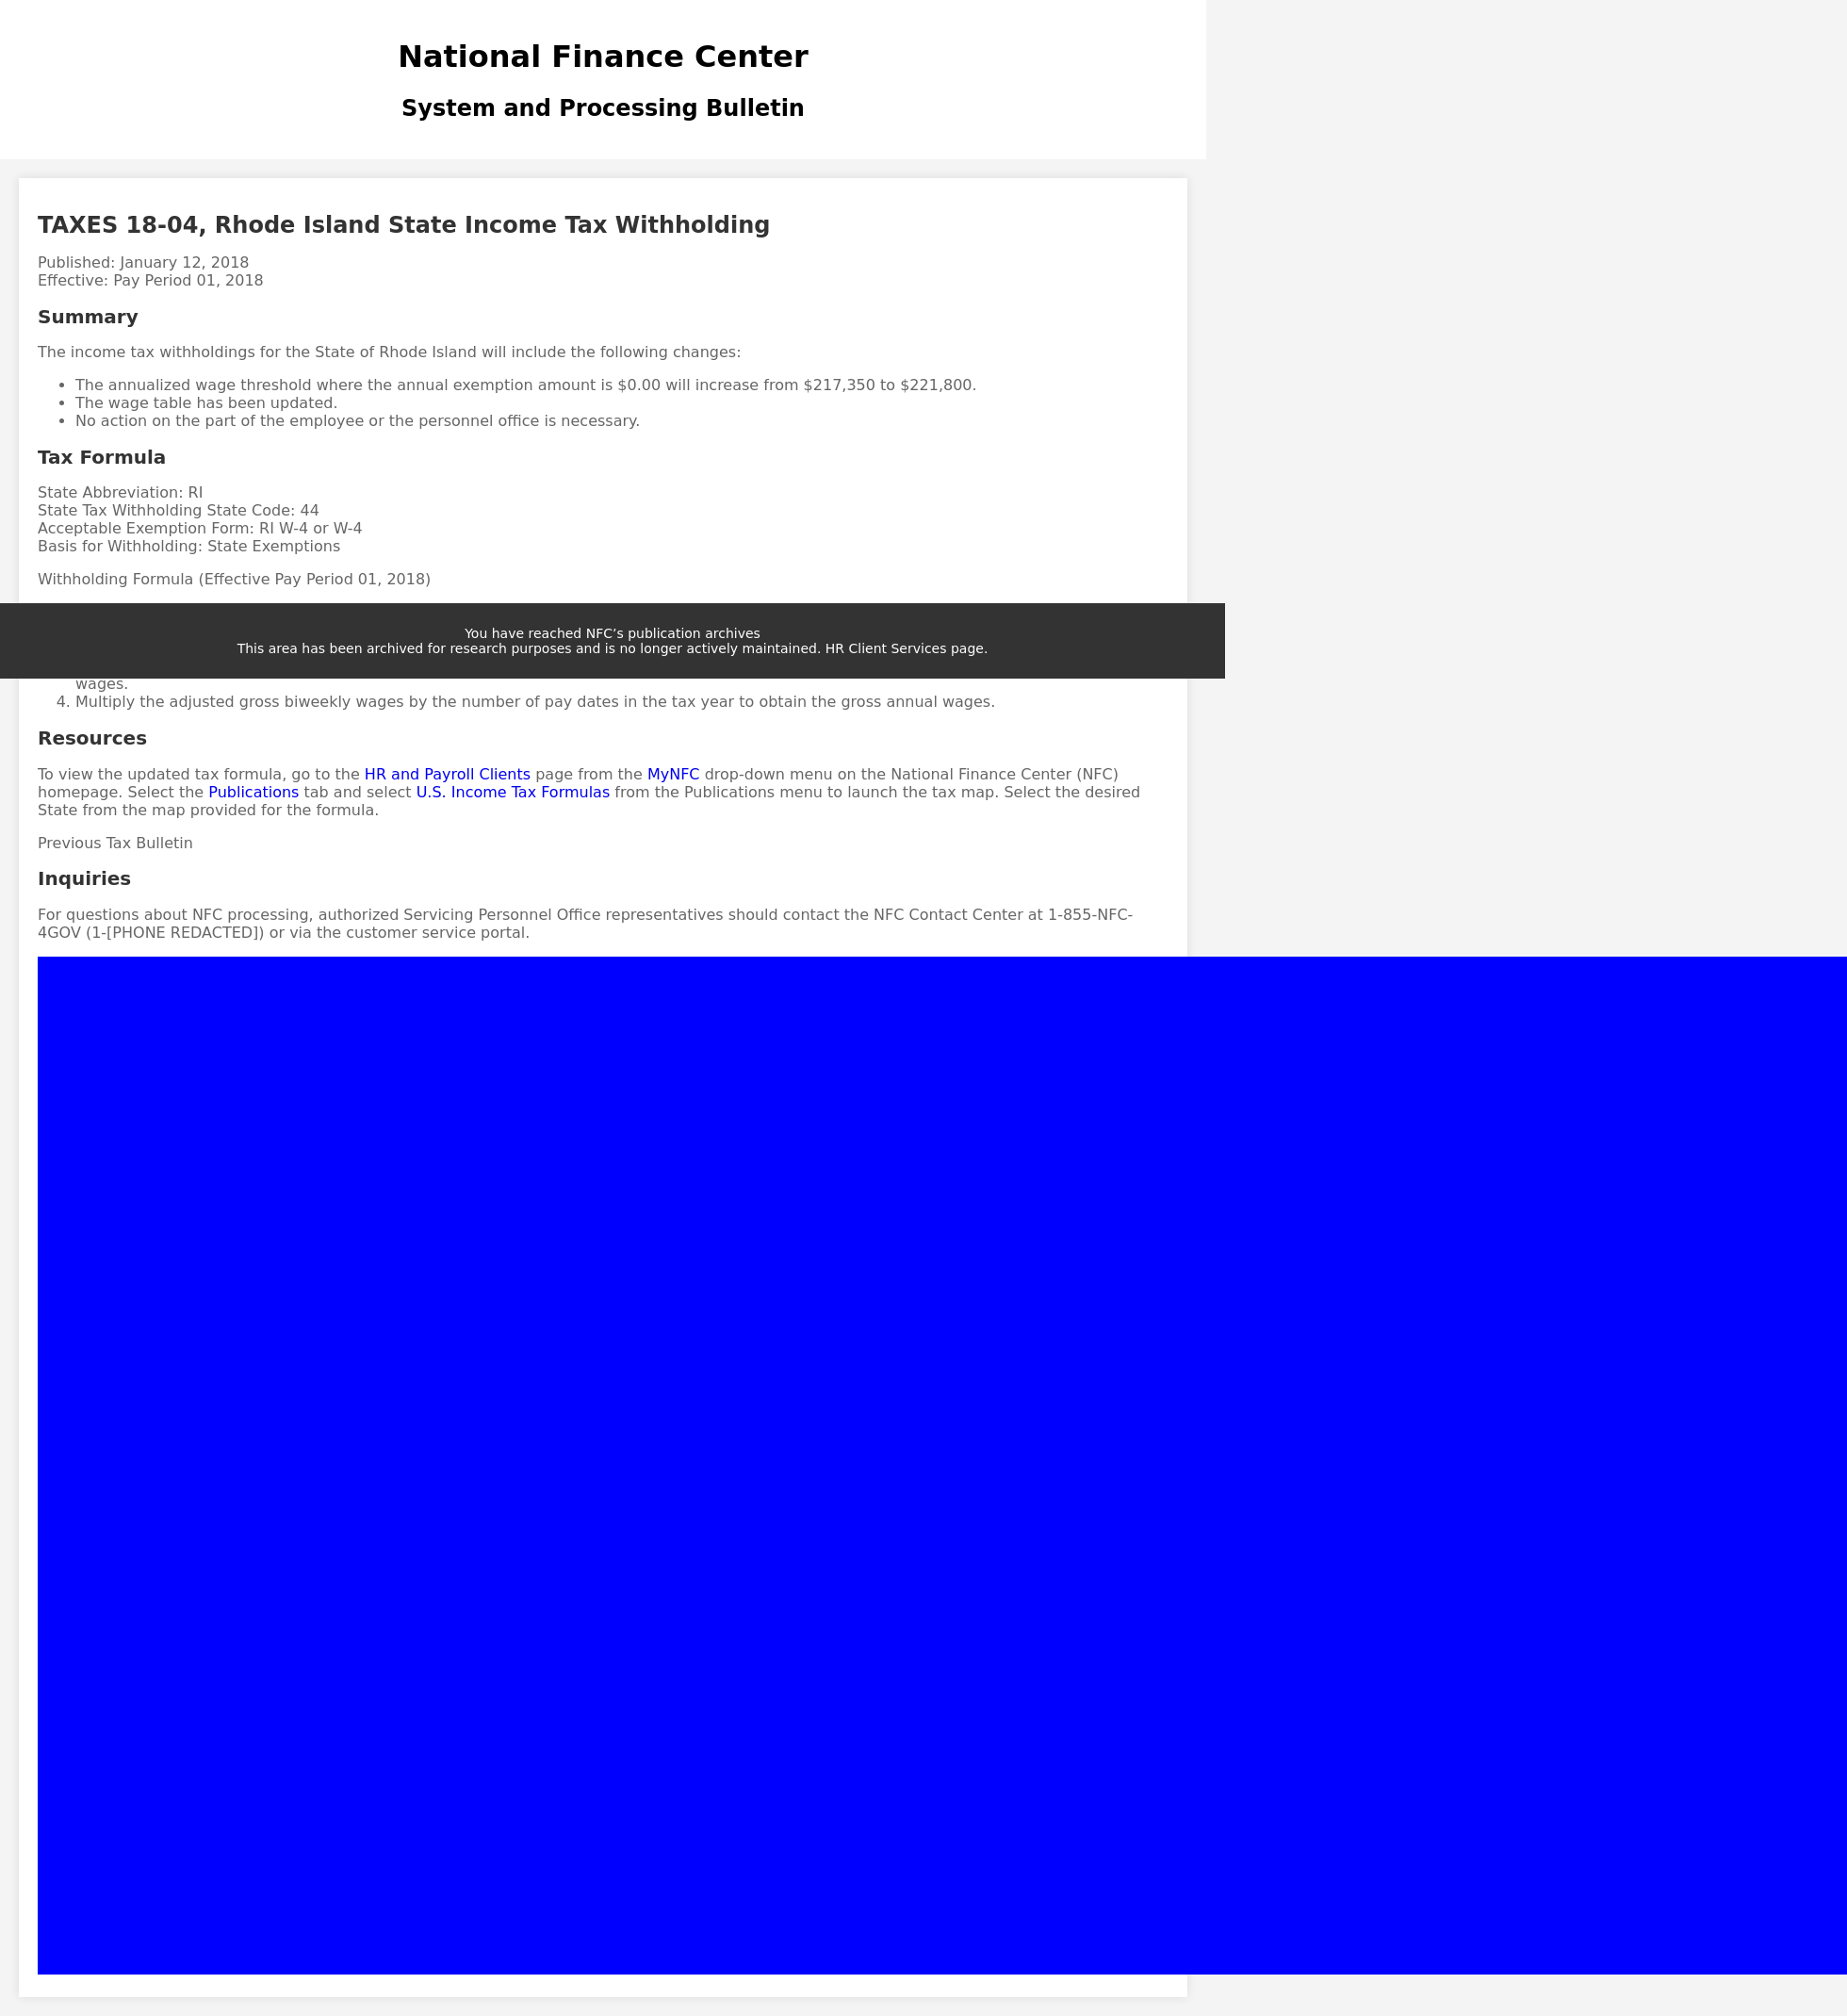 National Finance Center
System and Processing Bulletin
TAXES 18-04, Rhode Island State Income Tax Withholding
Published: January 12, 2018
Effective: Pay Period 01, 2018
Summary
The income tax withholdings for the State of Rhode Island will include the following changes:
• The annualized wage threshold where the annual exemption amount is $0.00 will increase from $217,350 to $221,800.
• The wage table has been updated.
• No action on the part of the employee or the personnel office is necessary.
Tax Formula
State Abbreviation: RI
State Tax Withholding State Code: 44
Acceptable Exemption Form: RI W-4 or W-4
Basis for Withholding: State Exemptions
Withholding Formula (Effective Pay Period 01, 2018)
You have reached NFC’s publication archives
This area has been archived for research purposes and is no longer actively maintained. HR Client Services page.
wages.
4. Multiply the adjusted gross biweekly wages by the number of pay dates in the tax year to obtain the gross annual wages.
Resources
To view the updated tax formula, go to the HR and Payroll Clients page from the MyNFC drop-down menu on the National Finance Center (NFC)
homepage. Select the Publications tab and select U.S. Income Tax Formulas from the Publications menu to launch the tax map. Select the desired
State from the map provided for the formula.
Previous Tax Bulletin
Inquiries
For questions about NFC processing, authorized Servicing Personnel Office representatives should contact the NFC Contact Center at 1-855-NFC-
4GOV (1-[PHONE REDACTED]) or via the customer service portal.